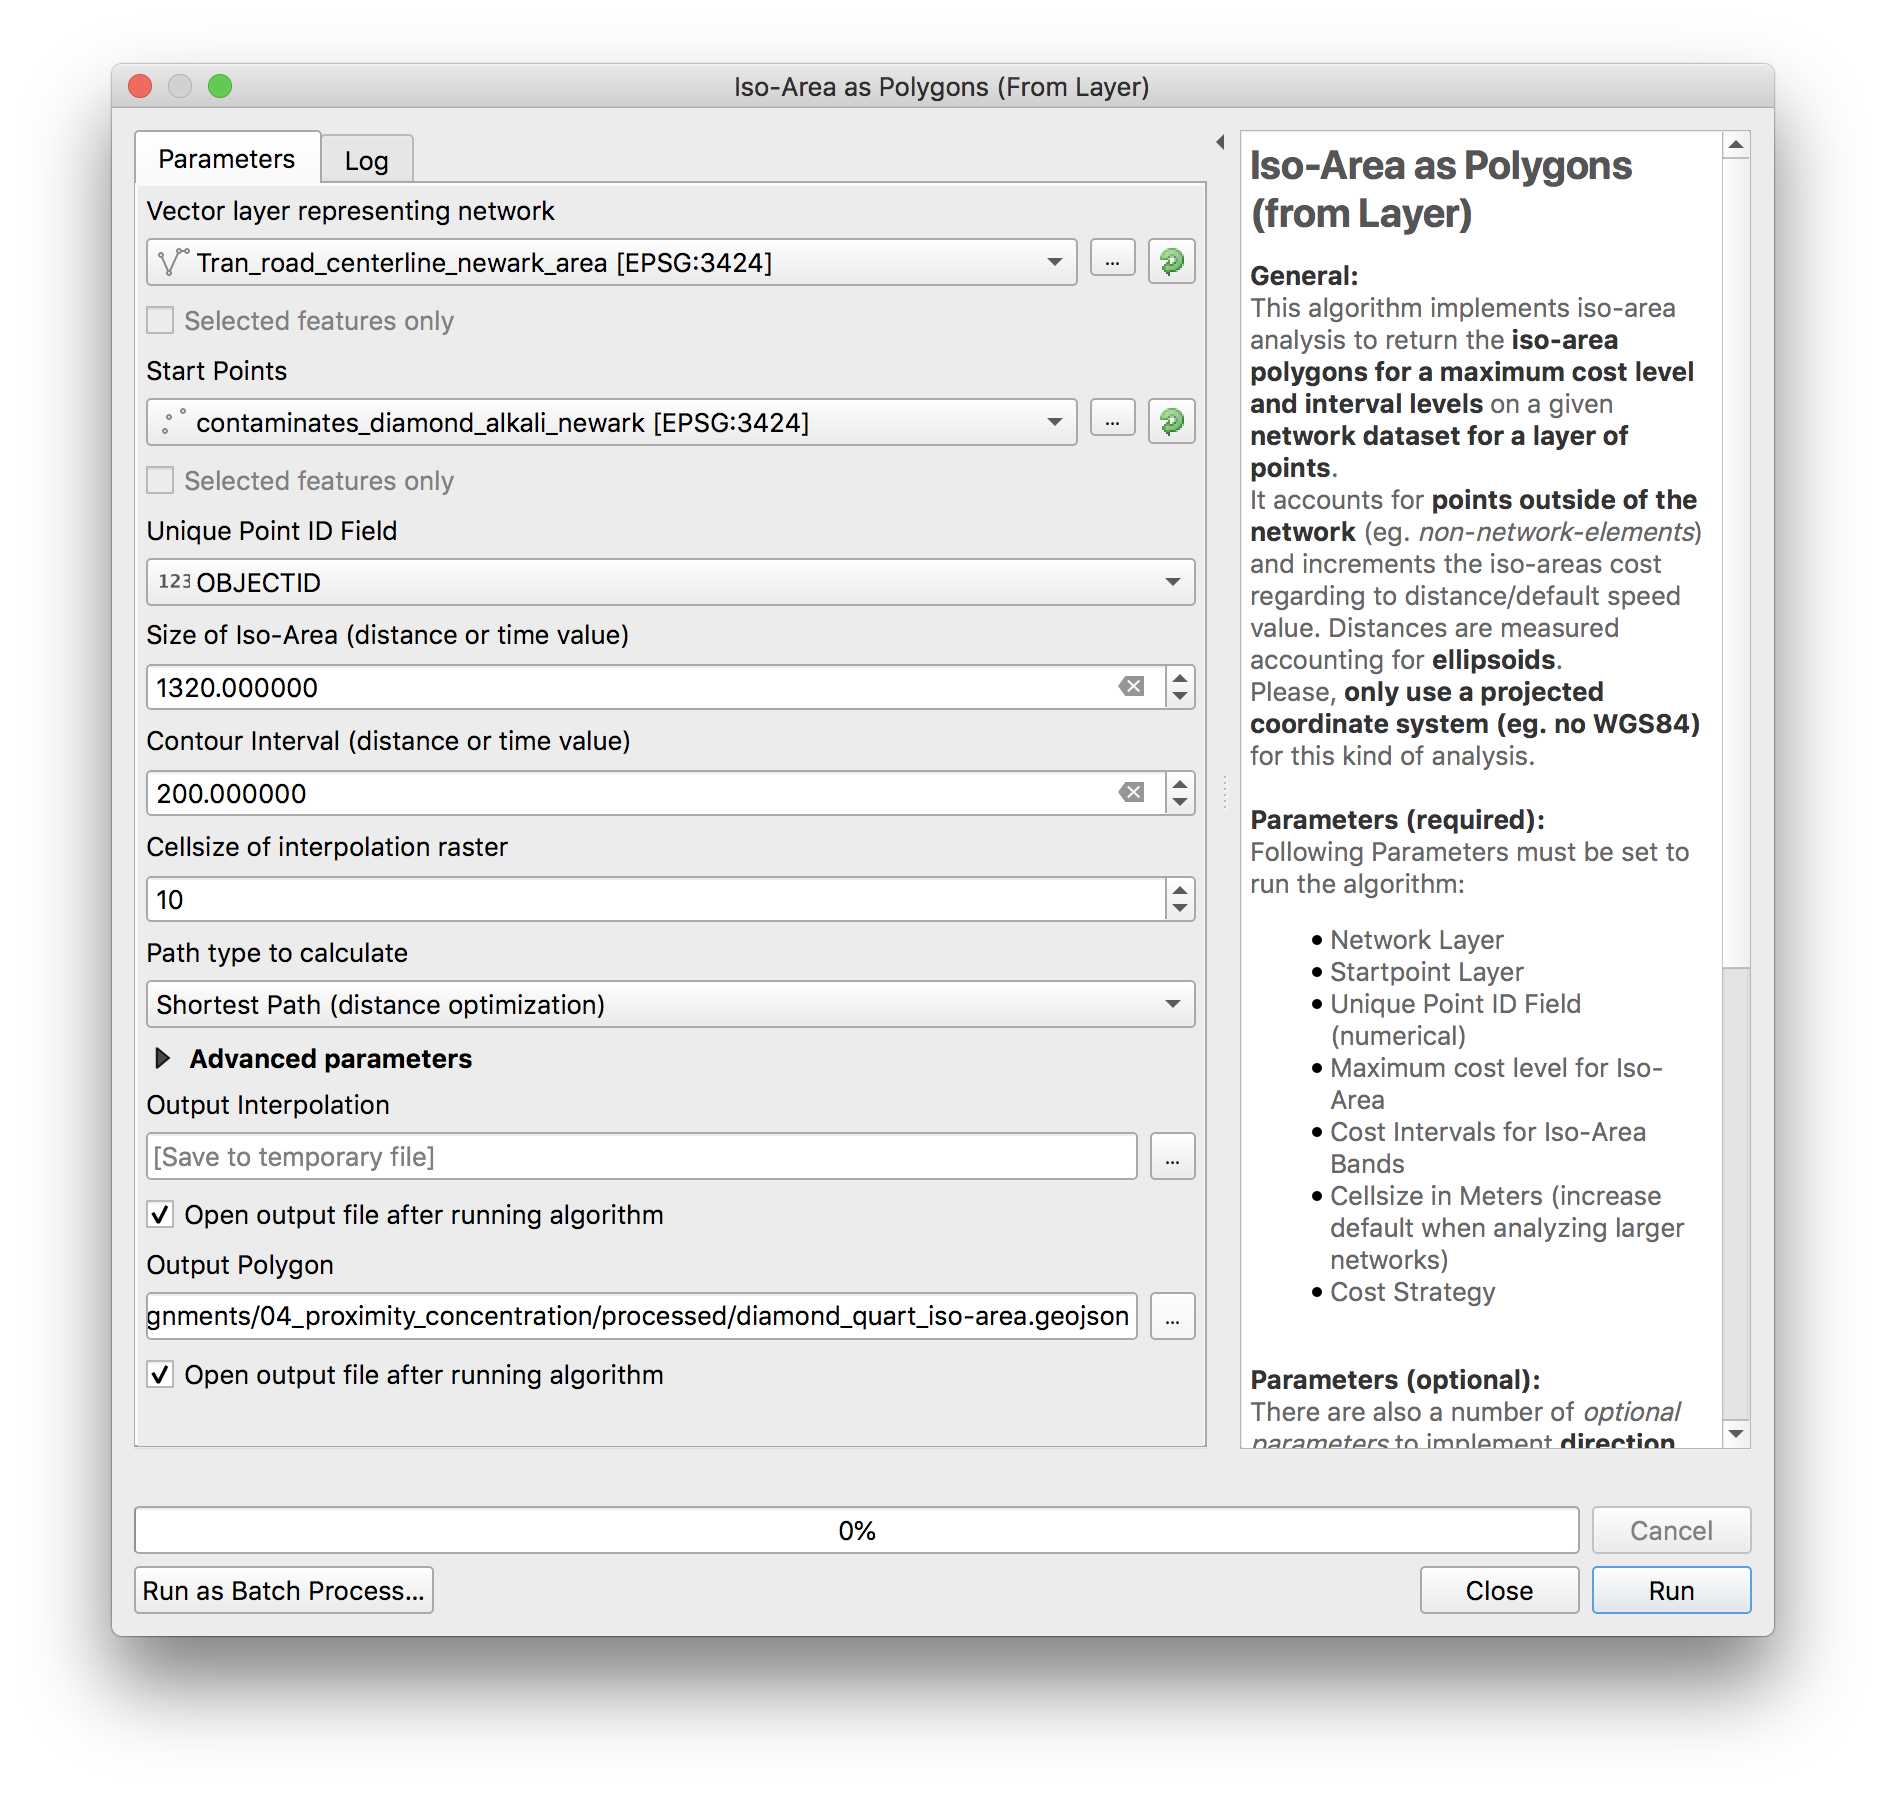 Iso-Area as Polygons (From Layer)
Parameters
Log
Vector layer representing network
Tran_road_centerline_newark_area [EPSG:3424]
...
Selected features only
Start Points
contaminates_diamond_alkali_newark [EPSG:3424]
...
Selected features only
Unique Point ID Field
123 OBJECTID
Size of Iso-Area (distance or time value)
1320.000000
Contour Interval (distance or time value)
200.000000
Cellsize of interpolation raster
10
Path type to calculate
Shortest Path (distance optimization)
Advanced parameters
Output Interpolation
[Save to temporary file]
...
Open output file after running algorithm
Output Polygon
gnments/04_proximity_concentration/processed/diamond_quart_iso-area.geojson
...
Open output file after running algorithm
Iso-Area as Polygons
(from Layer)
General:
This algorithm implements iso-area
analysis to return the iso-area
polygons for a maximum cost level
and interval levels on a given
network dataset for a layer of
points.
It accounts for points outside of the
network (eg. non-network-elements)
and increments the iso-areas cost
regarding to distance/default speed
value. Distances are measured
accounting for ellipsoids.
Please, only use a projected
coordinate system (eg. no WGS84)
for this kind of analysis.
Parameters (required):
Following Parameters must be set to
run the algorithm:
• Network Layer
• Startpoint Layer
• Unique Point ID Field
(numerical)
• Maximum cost level for Iso-
Area
• Cost Intervals for Iso-Area
Bands
• Cellsize in Meters (increase
default when analyzing larger
networks)
• Cost Strategy
Parameters (optional):
There are also a number of optional
parameters to implement direction
0%
Cancel
Run as Batch Process...
Close
Run